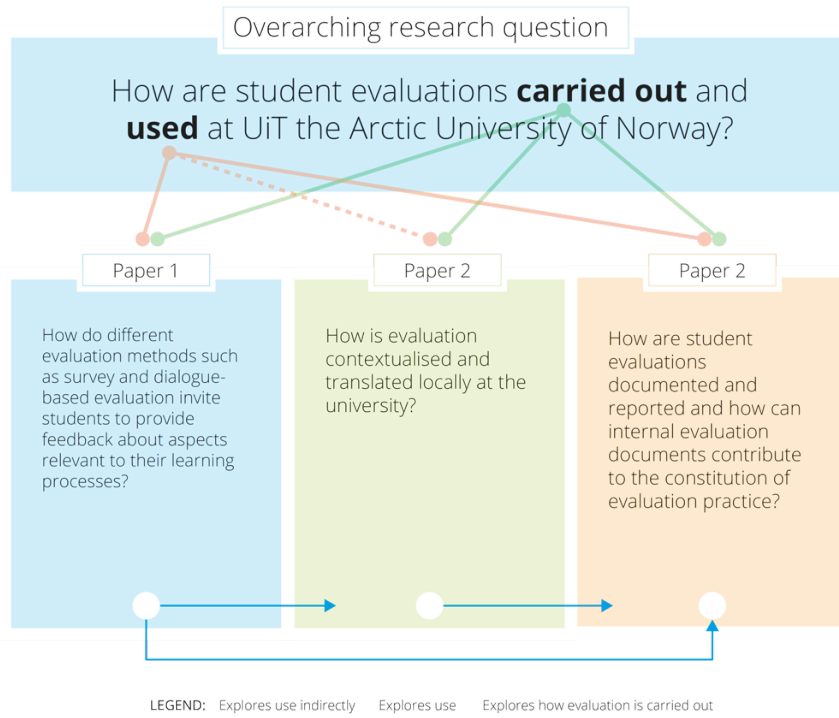 Overarching research question
How are student evaluations carried out and
used at UiT the Arctic University of Norway?
Paper 1
How do different
evaluation methods such
as survey and dialogue-
based evaluation invite
students to provide
feedback about aspects
relevant to their learning
processes?
Paper 2
How is evaluation
contextualised and
translated locally at the
university?
Paper 2
How are student
evaluations
documented and
reported and how can
internal evaluation
documents contribute
to the constitution of
evaluation practice?
LEGEND: Explores use indirectly Explores use Explores how evaluation is carried out